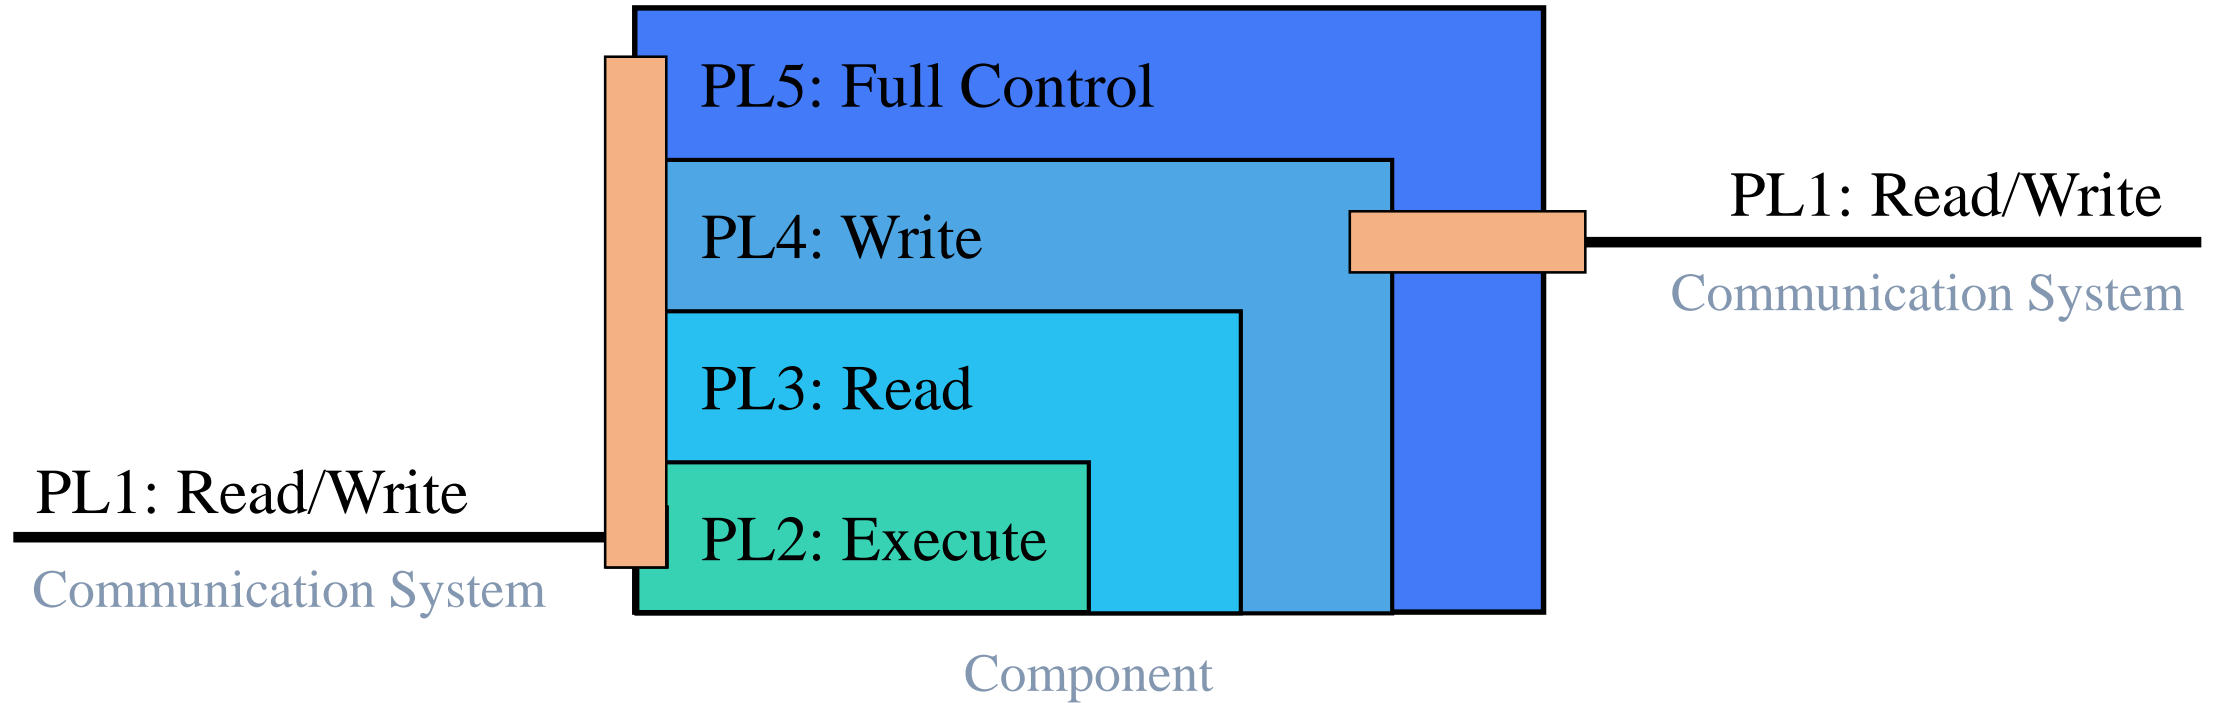 PL5: Full Control
PL1: Read/Write
PL4: Write
Communication System
PL3: Read
PL1: Read/Write
PL2: Execute
Communication System
Component